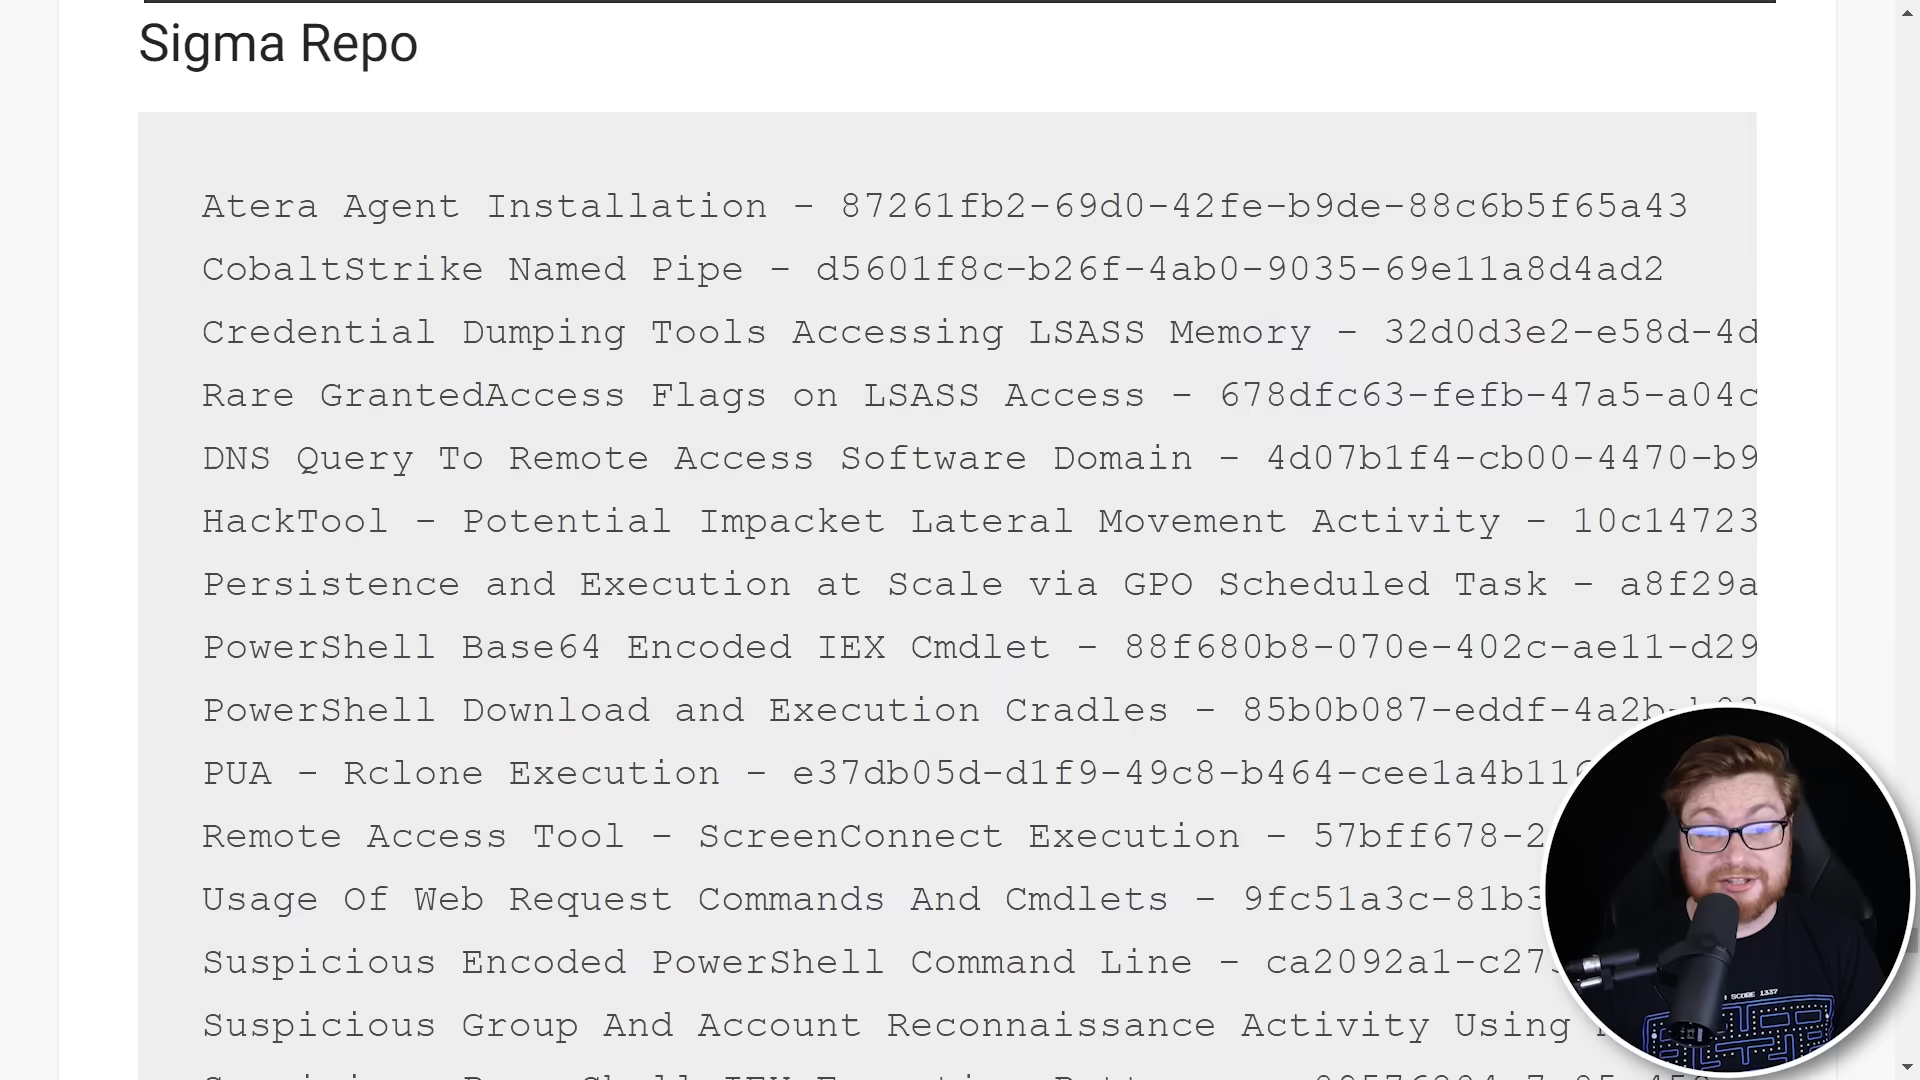 Sigma Repo
Atera Agent Installation - 87261fb2-69d0-42fe-b9de-88c6b5f65a43
CobaltStrike Named Pipe - d5601f8c-b26f-4ab0-9035-69e11a8d4ad2
Credential Dumping Tools Accessing LSASS Memory - 32d0d3e2-e58d-4d
Rare GrantedAccess Flags on LSASS Access - 678dfc63-fefb-47a5-a04c
DNS Query To Remote Access Software Domain - 4d07b1f4-cb00-4470-b9
HackTool - Potential Impacket Lateral Movement Activity - 10c14723
Persistence and Execution at Scale via GPO Scheduled Task - a8f29a
PowerShell Base64 Encoded IEX Cmdlet - 88f680b8-070e-402c-ae11-d29
PowerShell Download and Execution Cradles - 85b0b087-eddf-4a2b-
PUA - Rclone Execution - e37db05d-d1f9-49c8-b464-cee1a4b11
Remote Access Tool - ScreenConnect Execution - 57bff678-2
Usage Of Web Request Commands And Cmdlets - 9fc51a3c-81b3
Suspicious Encoded PowerShell Command Line - ca2092a1-c27
Suspicious Group And Account Reconnaissance Activity Using
SCORE 1337